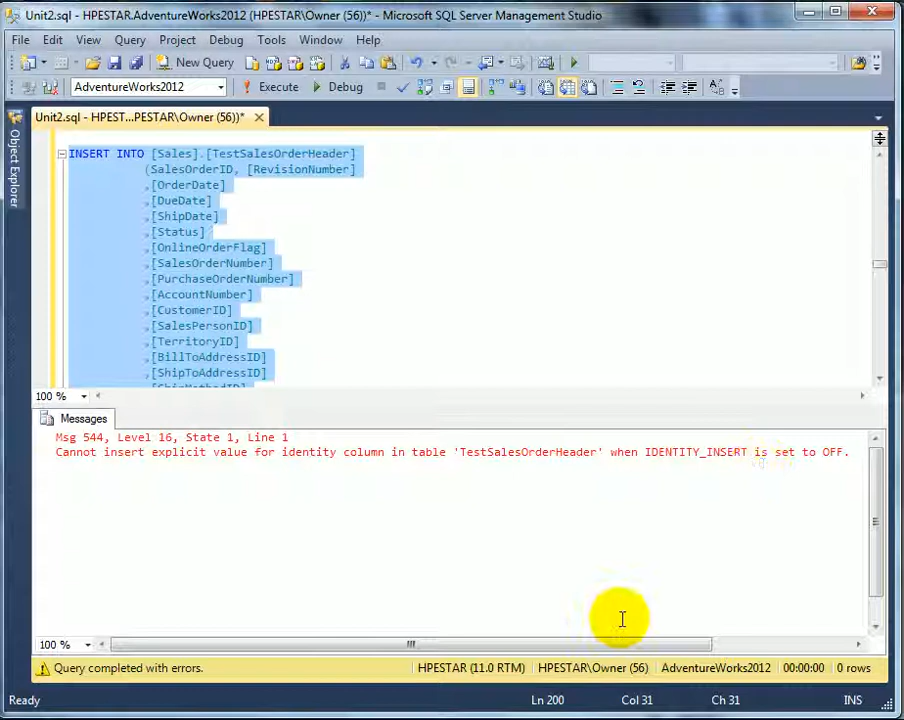 Unit2.sql - HPESTAR.AdventureWorks2012 (HPESTAR\Owner (56))* - Microsoft SQL Server Management Studio
File Edit View Query Project Debug Tools Window Help
New Query
AdventureWorks2012 Execute Debug
Unit2.sql - HPEST...PESTAR\Owner (56))*
Object Explorer
INSERT INTO [Sales].[TestSalesOrderHeader]
(SalesOrderID, [RevisionNumber]
,[OrderDate]
,[DueDate]
,[ShipDate]
,[Status]
,[OnlineOrderFlag]
,[SalesOrderNumber]
,[PurchaseOrderNumber]
,[AccountNumber]
,[CustomerID]
,[SalesPersonID]
,[TerritoryID]
,[BillToAddressID]
,[ShipToAddressID]
,[ShipMethodID]
100 %
Messages
Msg 544, Level 16, State 1, Line 1
Cannot insert explicit value for identity column in table 'TestSalesOrderHeader' when IDENTITY_INSERT is set to OFF.
100 %
Query completed with errors. HPESTAR (11.0 RTM) HPESTAR\Owner (56) AdventureWorks2012 00:00:00 0 rows
Ready Ln 200 Col 31 Ch 31 INS